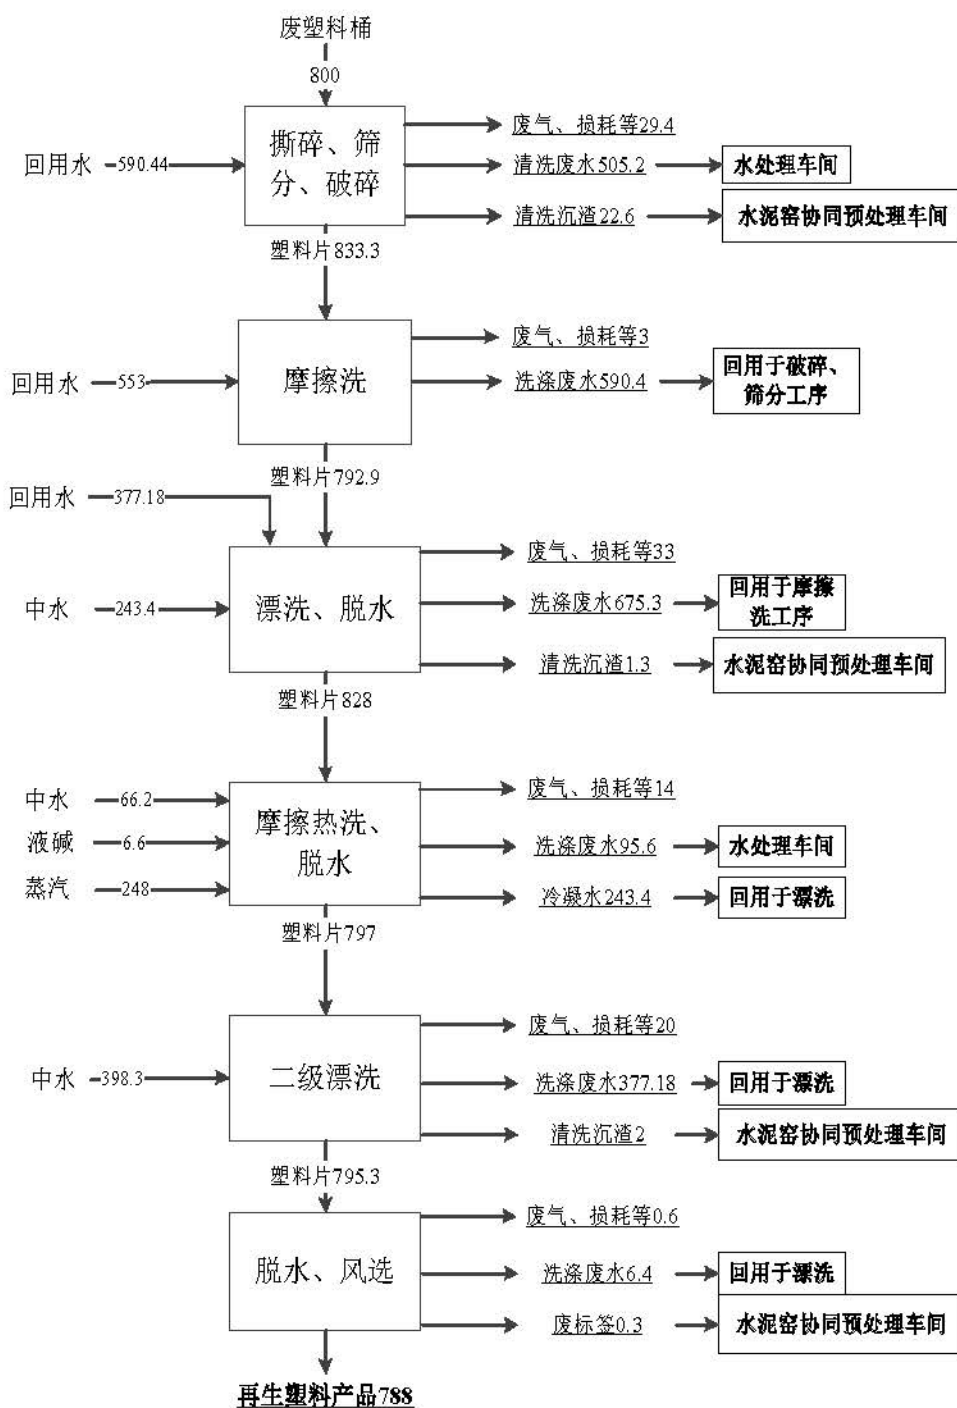 废塑料桶
800
撕碎、筛
分、破碎
回用水
590.44
废气、损耗等29.4
清洗废水505.2
水处理车间
清洗沉渣22.6
水泥窑协同预处理车间
塑料片833.3
摩擦洗
回用水
553
废气、损耗等3
洗涤废水590.4
回用于破碎、
筛分工序
塑料片792.9
回用水
377.18
漂洗、脱水
中水
243.4
废气、损耗等33
洗涤废水675.3
回用于摩擦
洗工序
清洗沉渣1.3
水泥窑协同预处理车间
塑料片828
中水
66.2
液碱
6.6
蒸汽
248
摩擦热洗、
脱水
废气、损耗等14
洗涤废水95.6
水处理车间
冷凝水243.4
回用于漂洗
塑料片797
中水
398.3
二级漂洗
废气、损耗等20
洗涤废水377.18
回用于漂洗
清洗沉渣2
水泥窑协同预处理车间
塑料片795.3
脱水、风选
废气、损耗等0.6
洗涤废水6.4
回用于漂洗
废标签0.3
水泥窑协同预处理车间
再生塑料产品788